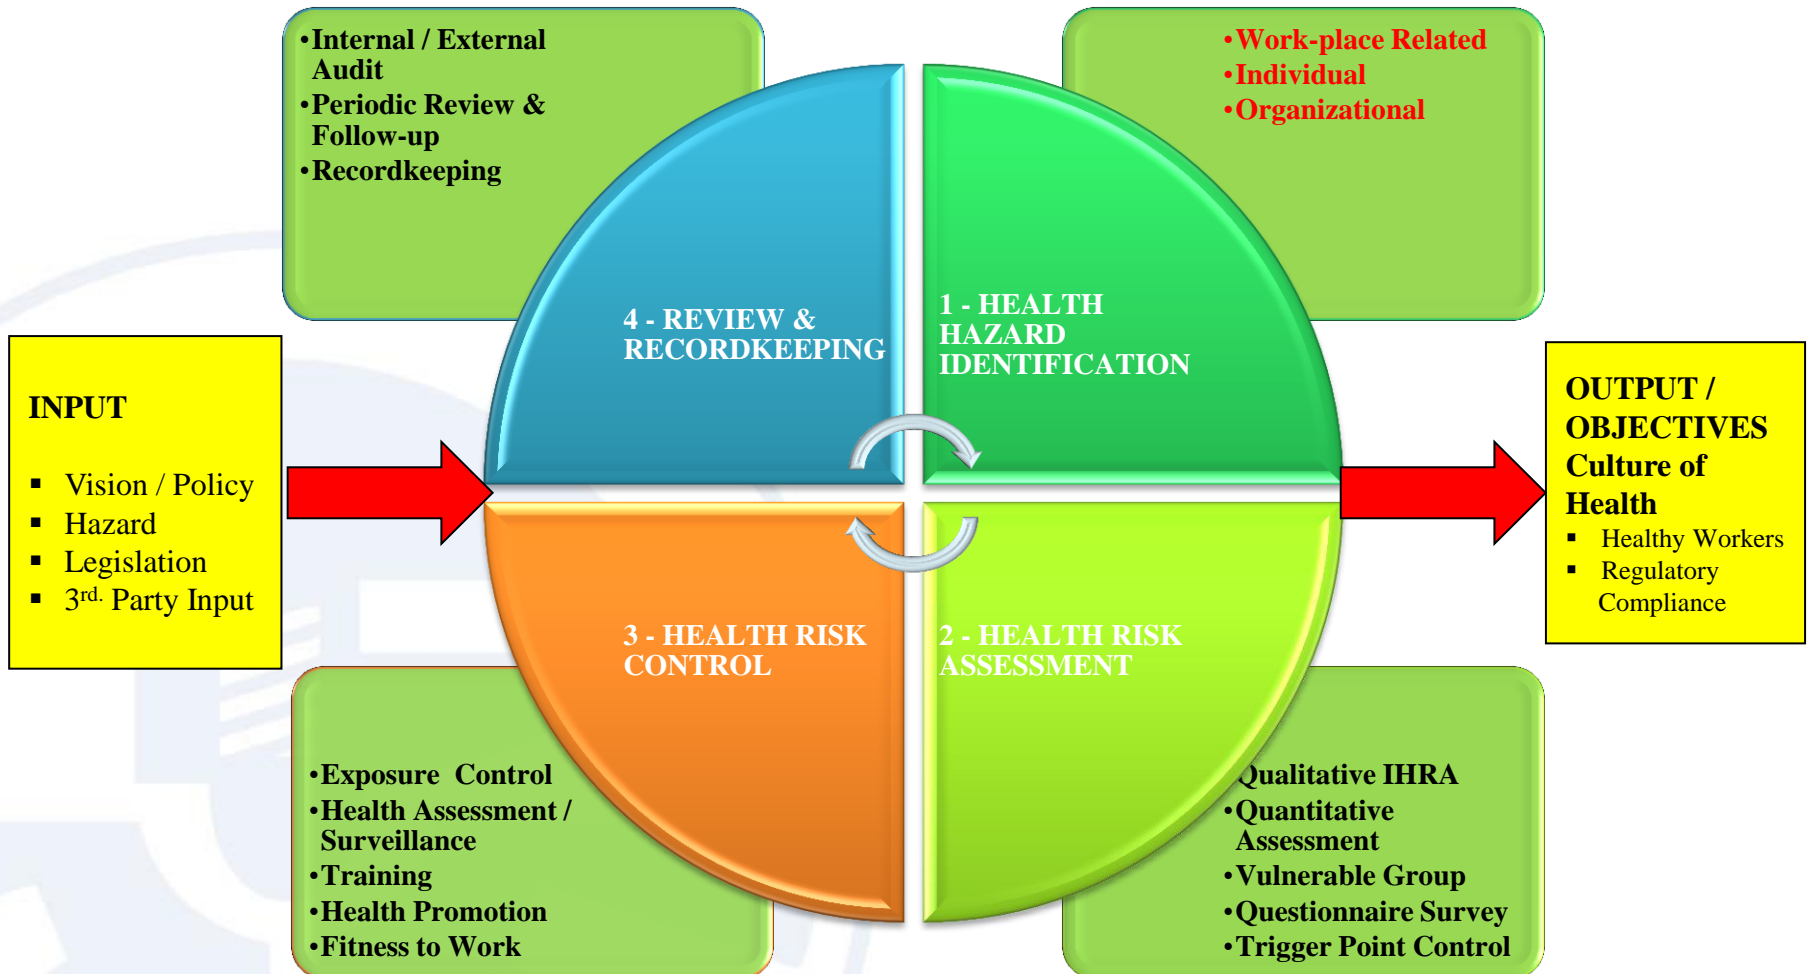 •Internal / External
Audit
•Periodic Review &
Follow-up
•Recordkeeping
•Work-place Related
•Individual
•Organizational
4 - REVIEW &
RECORDKEEPING
1 - HEALTH
HAZARD
IDENTIFICATION
INPUT
▪ Vision / Policy
▪ Hazard
▪ Legislation
▪ 3rd. Party Input
OUTPUT /
OBJECTIVES
Culture of
Health
▪ Healthy Workers
▪ Regulatory
Compliance
3 - HEALTH RISK
CONTROL
2 - HEALTH RISK
ASSESSMENT
•Exposure  Control
•Health Assessment /
Surveillance
•Training
•Health Promotion
•Fitness to Work
•Qualitative IHRA
•Quantitative
Assessment
•Vulnerable Group
•Questionnaire Survey
•Trigger Point Control